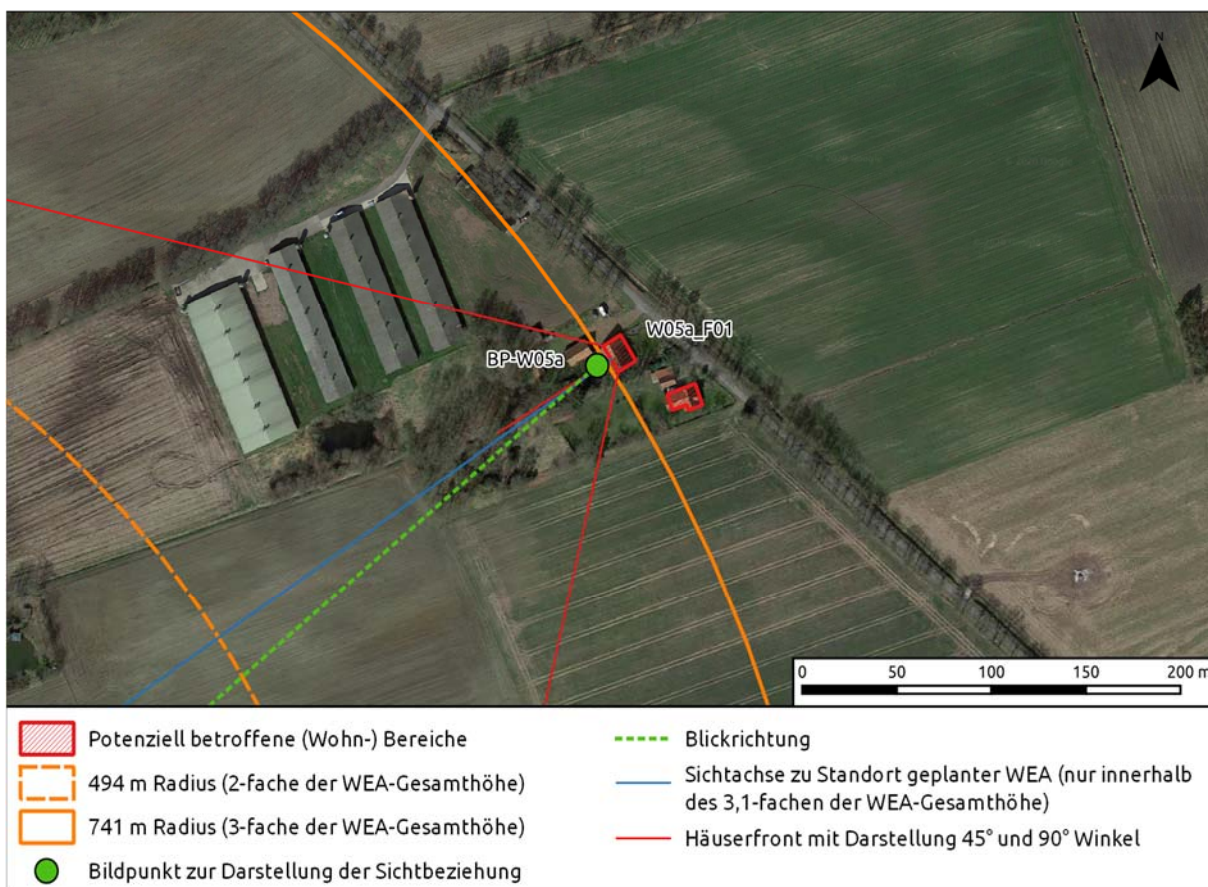 N
W05a_F01
BP-W05a
0 50 100 150 200 m
Potenziell betroffene (Wohn-) Bereiche
494 m Radius (2-fache der WEA-Gesamthöhe)
741 m Radius (3-fache der WEA-Gesamthöhe)
Bildpunkt zur Darstellung der Sichtbeziehung
Blickrichtung
Sichtachse zu Standort geplanter WEA (nur innerhalb
des 3,1-fachen der WEA-Gesamthöhe)
Häuserfront mit Darstellung 45° und 90° Winkel